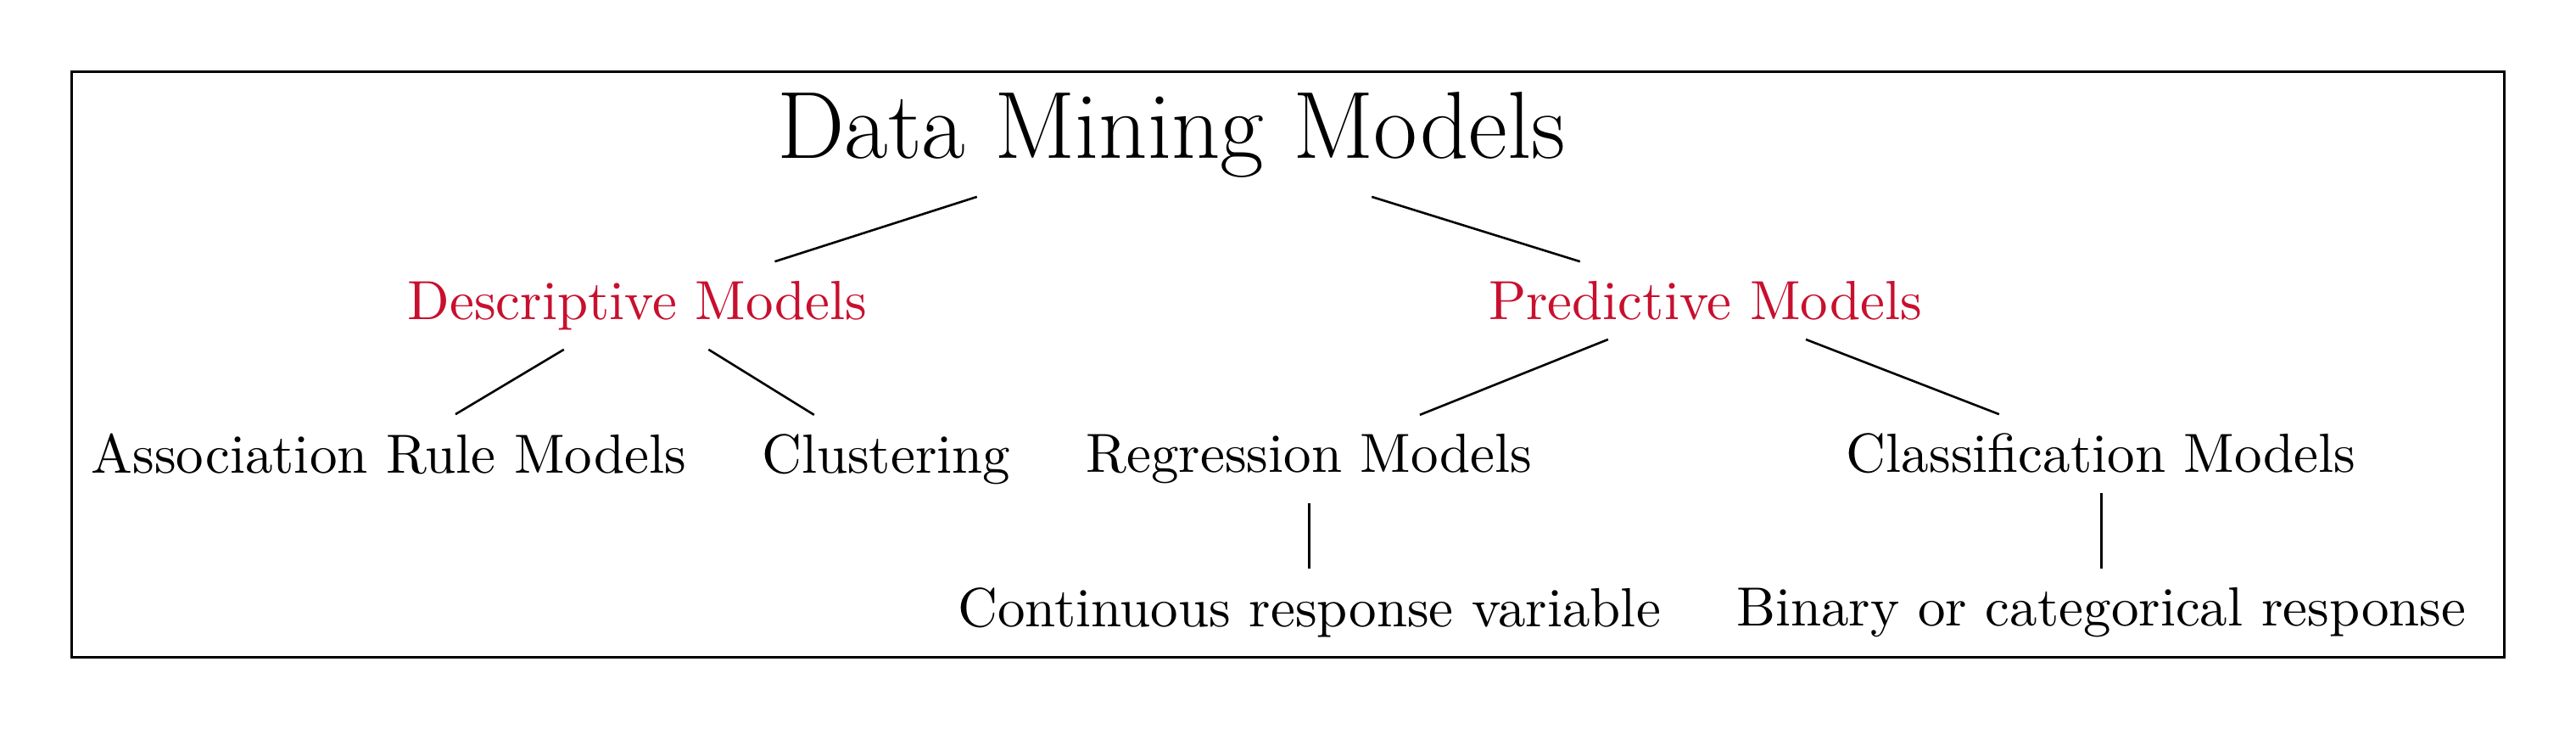 Data Mining Models
Descriptive Models
Predictive Models
Association Rule Models
Clustering
Regression Models
Classification Models
Continuous response variable
Binary or categorical response